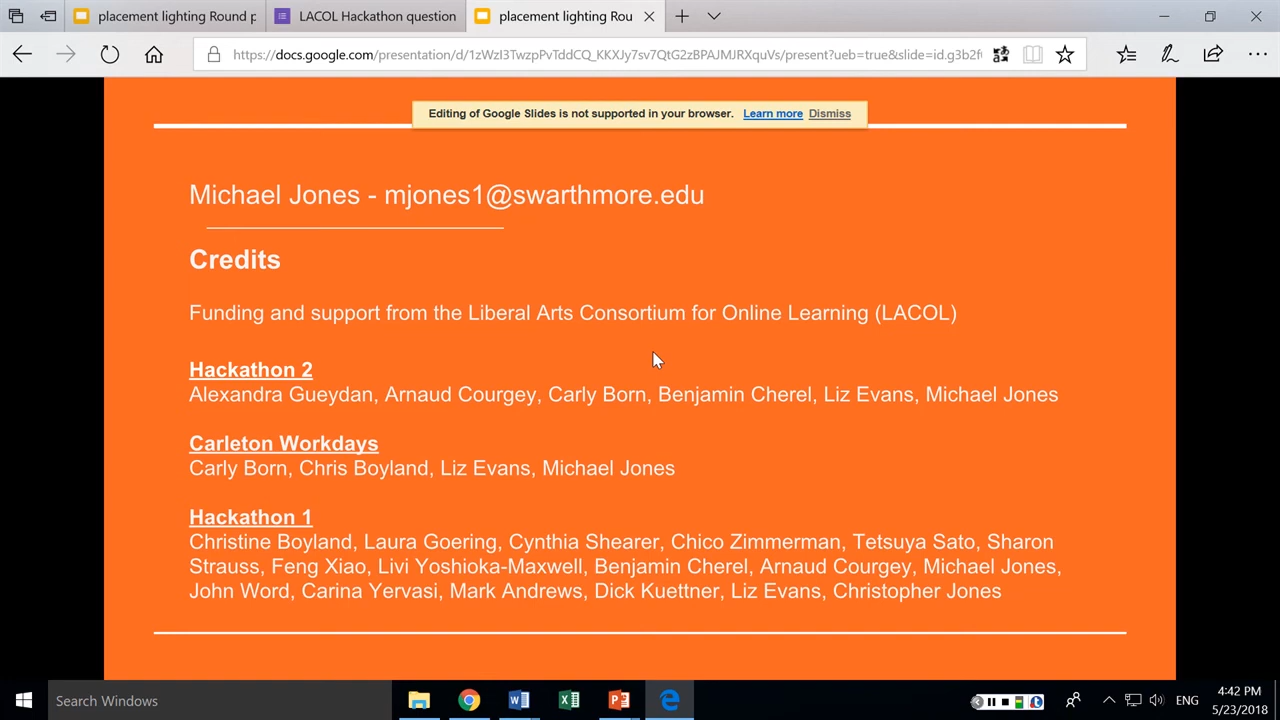 placement lighting Round p
LACOL Hackathon question
placement lighting Rou
https://docs.google.com/presentation/d/1zWzI3TwzpPvTddCQ_KKXJy7sv7QtG2zBPAJMJRXquVs/present?ueb=true&slide=id.g3b2f
Editing of Google Slides is not supported in your browser. Learn more Dismiss
Michael Jones - mjones1@swarthmore.edu
Credits
Funding and support from the Liberal Arts Consortium for Online Learning (LACOL)
Hackathon 2
Alexandra Gueydan, Arnaud Courgey, Carly Born, Benjamin Cherel, Liz Evans, Michael Jones
Carleton Workdays
Carly Born, Chris Boyland, Liz Evans, Michael Jones
Hackathon 1
Christine Boyland, Laura Goering, Cynthia Shearer, Chico Zimmerman, Tetsuya Sato, Sharon
Strauss, Feng Xiao, Livi Yoshioka-Maxwell, Benjamin Cherel, Arnaud Courgey, Michael Jones,
John Word, Carina Yervasi, Mark Andrews, Dick Kuettner, Liz Evans, Christopher Jones
Search Windows
ENG
4:42 PM
5/23/2018